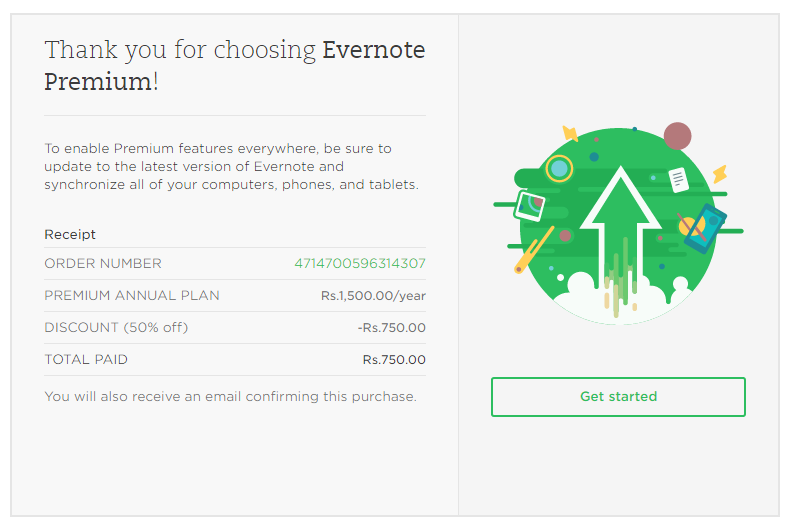 Thank you for choosing Evernote
Premium!
To enable Premium features everywhere, be sure to
update to the latest version of Evernote and
synchronize all of your computers, phones, and tablets.
Receipt
ORDER NUMBER 4714700596314307
PREMIUM ANNUAL PLAN Rs.1,500.00/year
DISCOUNT (50% off) -Rs.750.00
TOTAL PAID Rs.750.00
You will also receive an email confirming this purchase.
Get started